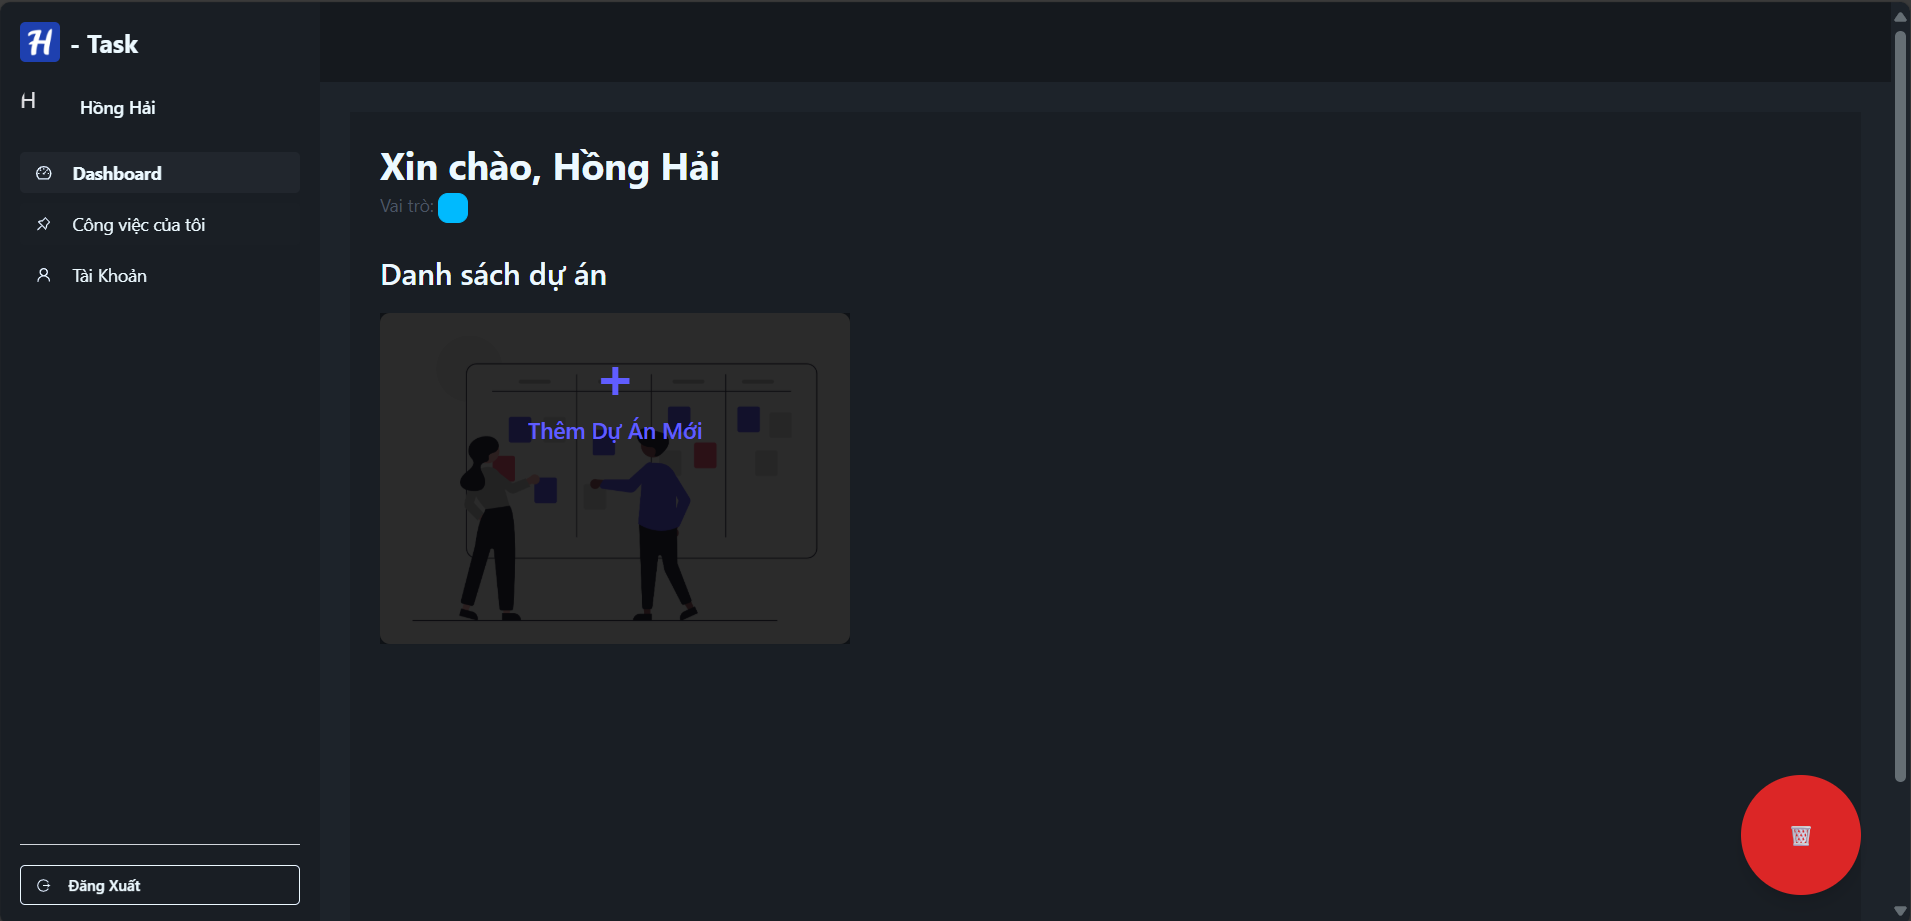 H - Task
H
Hồng Hải
Dashboard
Công việc của tôi
Tài Khoản
Đăng Xuất
Xin chào, Hồng Hải
Vai trò:
Danh sách dự án
+
Thêm Dự Án Mới